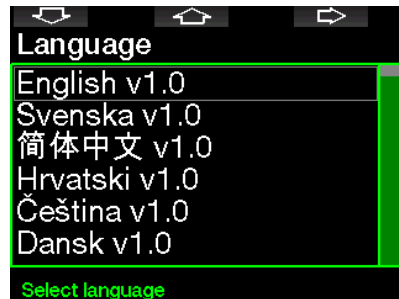 Language
English v1.0
Svenska v1.0
简体中文 v1.0
Hrvatski v1.0
Čeština v1.0
Dansk v1.0
Select language